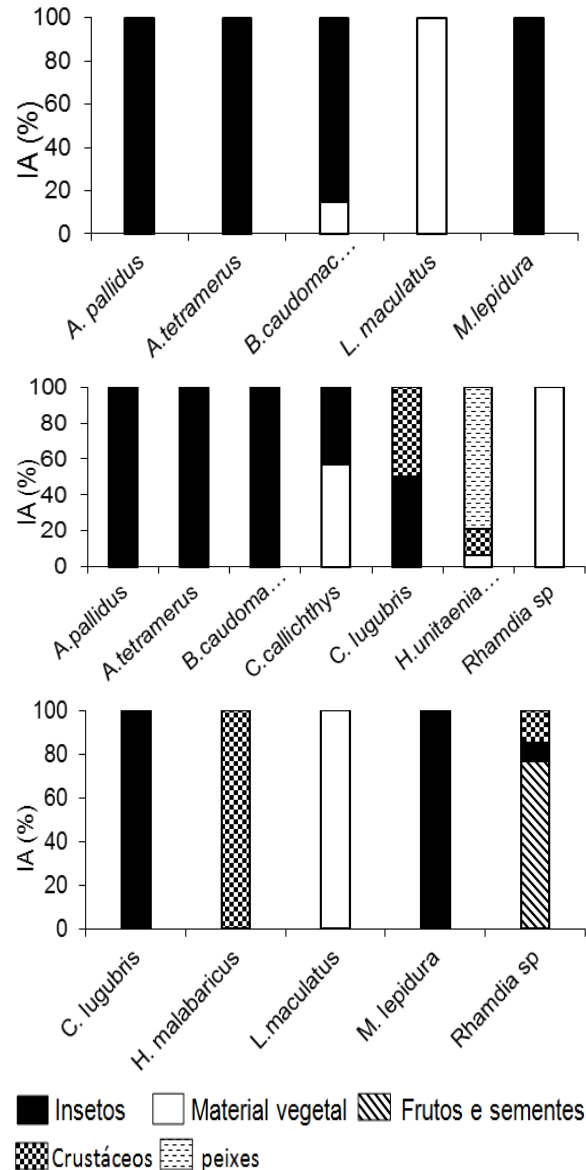 IA (%)
100
80
60
40
20
0
A. pallidus
A.tetramerus
B.caudomac…
L. maculatus
M.lepidura
IA (%)
100
80
60
40
20
0
A.pallidus
A.tetramerus
B.caudoma…
C.callichthys
C. lugubris
H.unitaenia…
Rhamdia sp
IA (%)
100
80
60
40
20
0
C. lugubris
H. malabaricus
L.maculatus
M. lepidura
Rhamdia sp
Insetos Material vegetal Frutos e sementes
Crustáceos peixes